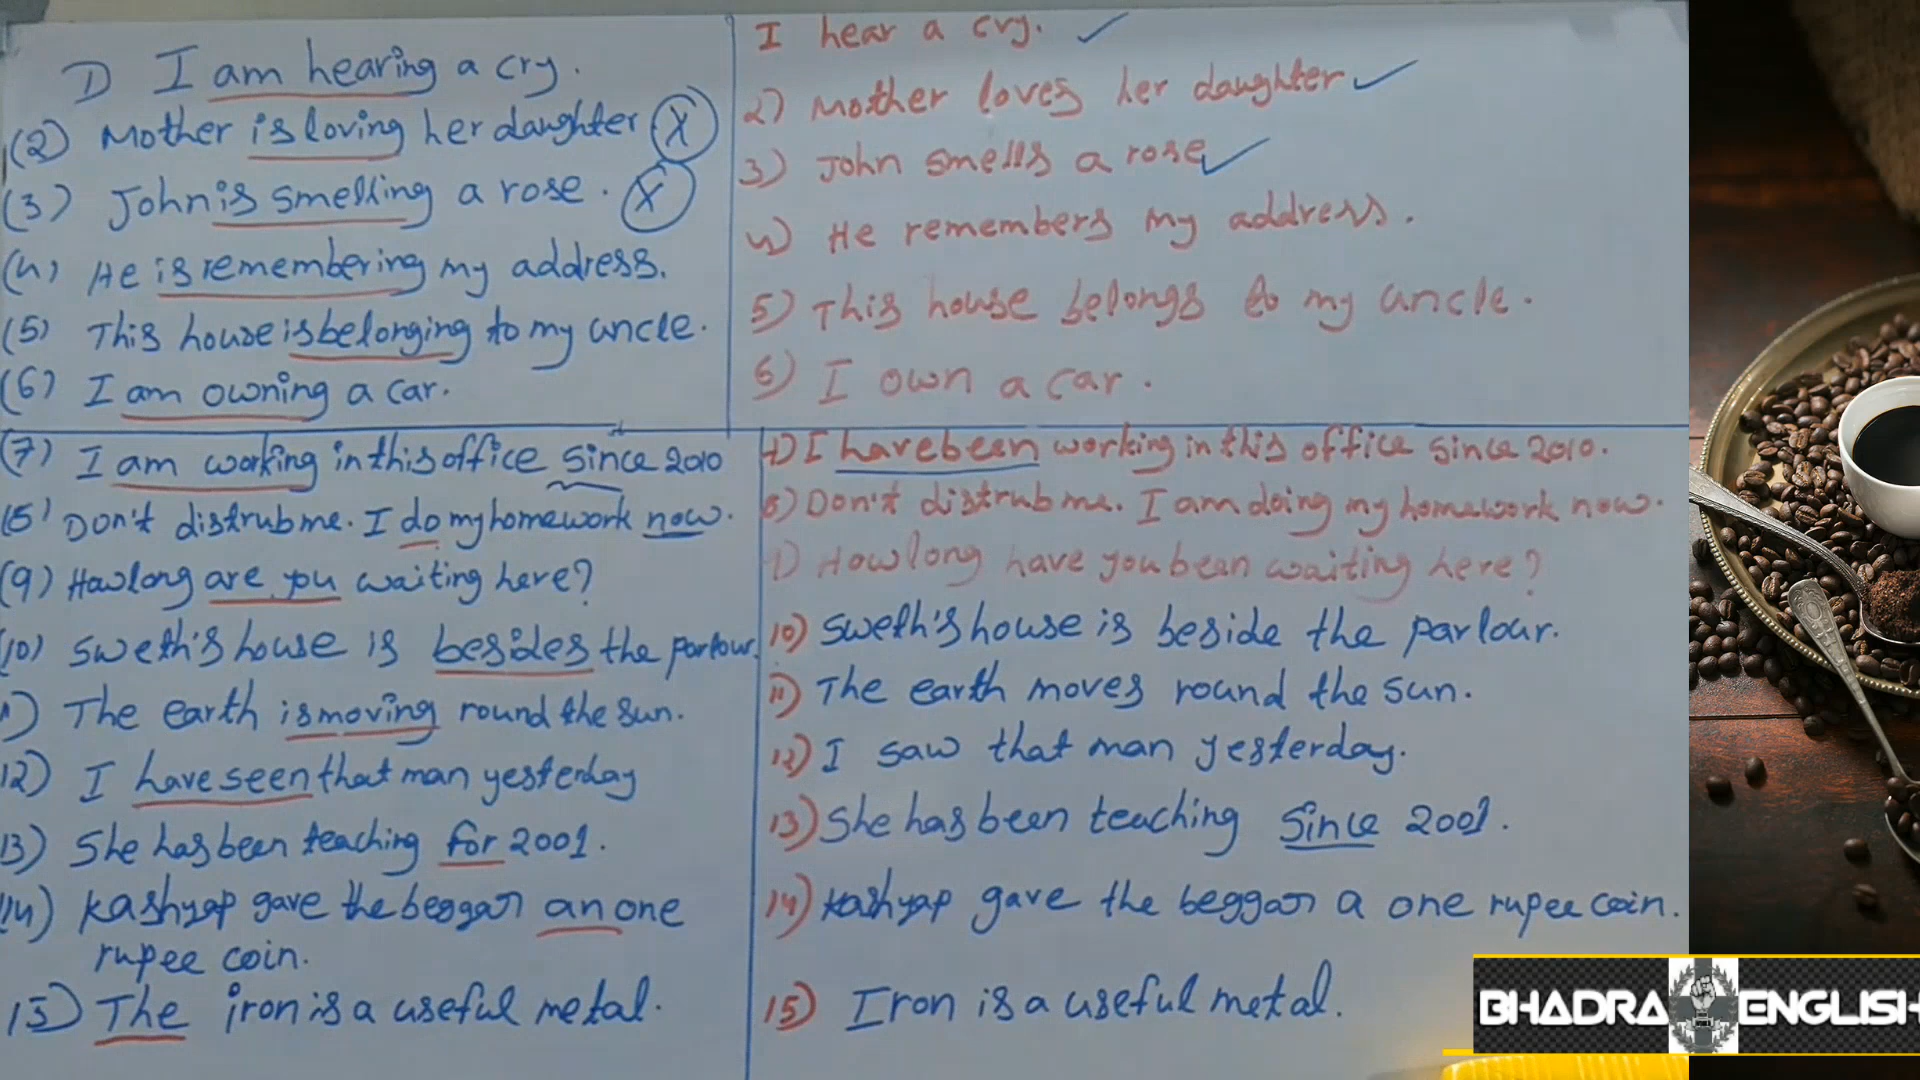 1) I am hearing a cry.
(2) Mother is loving her daughter X
(3) John is smelling a rose. X
(4) He is remembering my address.
(5) This house is belonging to my uncle.
(6) I am owning a car.
(7) I am working in this office since 2010
(8) Don't distrub me. I do my homework now.
(9) How long are you waiting here?
(10) Sweth's house is besides the parlour.
11) The earth is moving round the sun.
12) I have seen that man yesterday
13) She has been teaching for 2001.
14) Kashyap gave the beggar an one
rupee coin.
15) The iron is a useful metal.
I hear a cry. ✓
2) Mother loves her daughter ✓
3) John smells a rose ✓
4) He remembers my address.
5) This house belongs to my uncle.
6) I own a car.
7) I have been working in this office since 2010.
8) Don't distrub me. I am doing my homework now.
9) How long have you been waiting here?
10) Sweth's house is beside the parlour.
11) The earth moves round the sun.
12) I saw that man yesterday.
13) She has been teaching since 2001.
14) Kashyap gave the beggar a one rupee coin.
15) Iron is a useful metal.
BHADRA ENGLISH